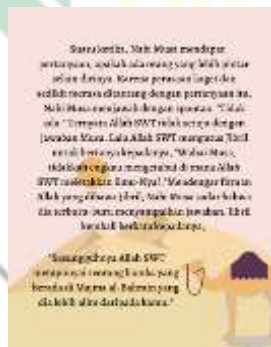 Suatu ketika, Nabi Musa mendapat
pertanyaan, apakah ada orang yang lebih pintar
selain dirinya. Karena perasaan kaget dan
sedikit merasa ditantang dengan pertanyaan itu,
Nabi Musa menjawab dengan spontan. "Tidak
ada." Ternyata Allah SWT tidak setuju dengan
jawaban Musa. Lalu Allah SWT mengutus Jibril
untuk bertanya kepadanya, "Wahai Musa,
tidakkah engkau mengetahui di mana Allah
SWT meletakkan Ilmu-Nya?" Mendengar firman
Allah yang dibawa Jibril, Nabi Musa sadar bahwa
dia terburu-buru menyampaikan jawaban. Jibril
kembali berkata kepadanya,
"Sesungguhnya Allah SWT
mempunyai seorang hamba yang
berada di Majma al-Bahrain yang
dia lebih alim daripada kamu."